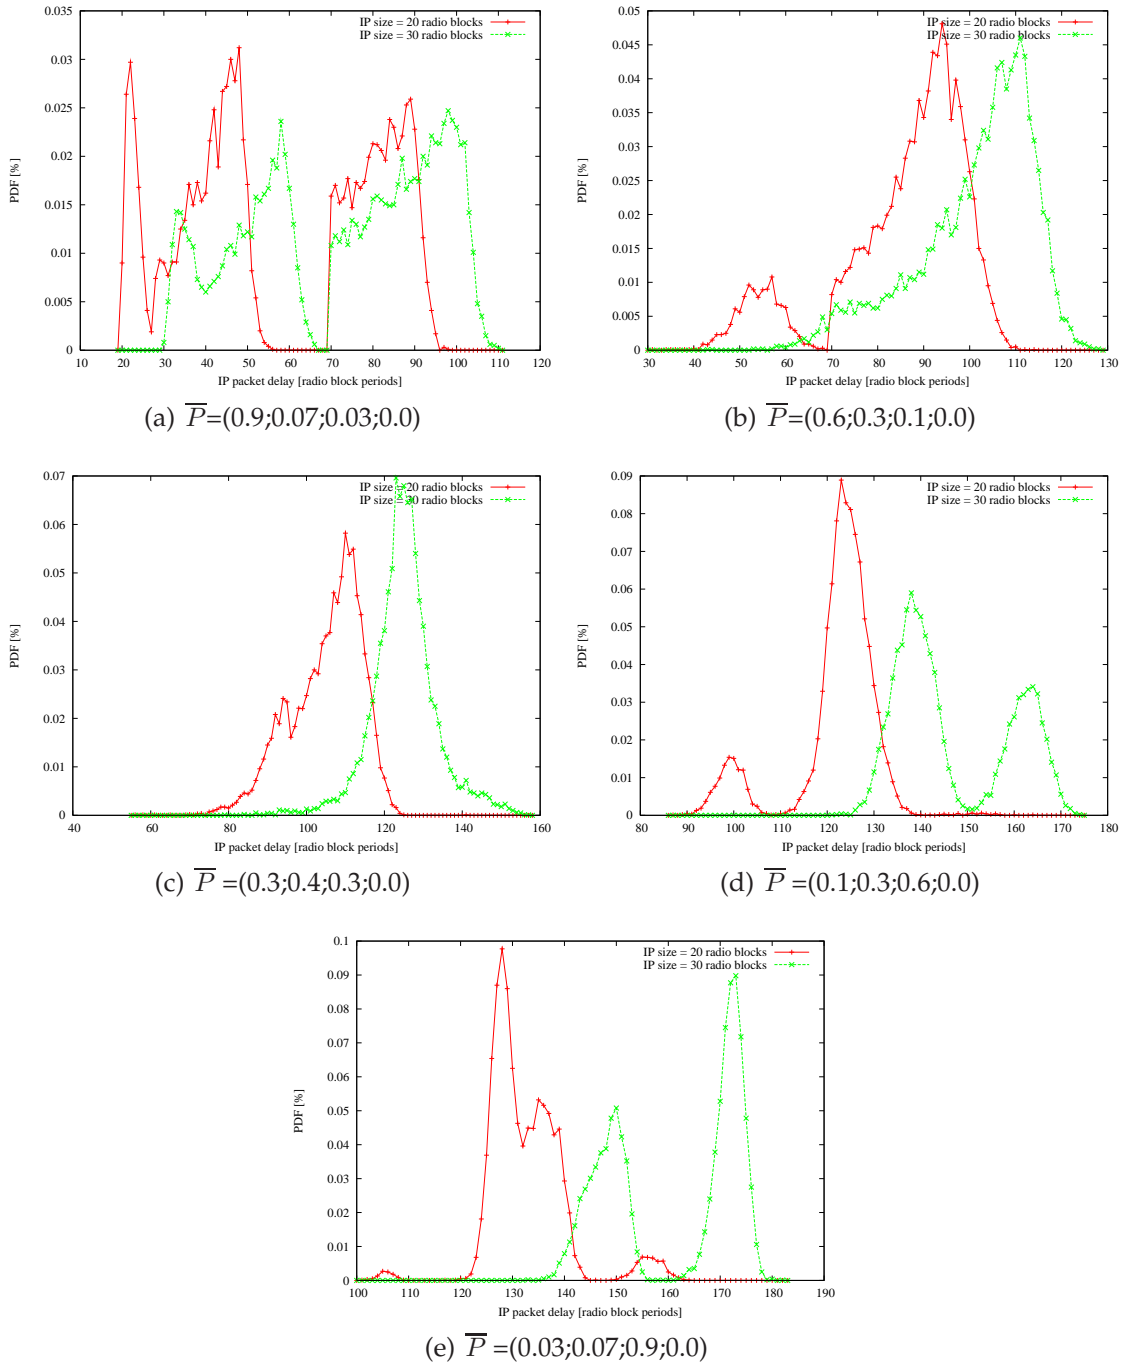 0.035
0.03
0.025
0.02
0.015
0.01
0.005
0
PDF [%]
IP size = 20 radio blocks
IP size = 30 radio blocks
10 20 30 40 50 60 70 80 90 100 110 120
IP packet delay [radio block periods]
(a) P=(0.9;0.07;0.03;0.0)
0.05
0.045
0.04
0.035
0.03
0.025
0.02
0.015
0.01
0.005
0
PDF [%]
IP size = 20 radio blocks
IP size = 30 radio blocks
30 40 50 60 70 80 90 100 110 120 130
IP packet delay [radio block periods]
(b) P=(0.6;0.3;0.1;0.0)
0.07
0.06
0.05
0.04
0.03
0.02
0.01
0
PDF [%]
IP size = 20 radio blocks
IP size = 30 radio blocks
40 60 80 100 120 140 160
IP packet delay [radio block periods]
(c) P =(0.3;0.4;0.3;0.0)
0.09
0.08
0.07
0.06
0.05
0.04
0.03
0.02
0.01
0
PDF [%]
IP size = 20 radio blocks
IP size = 30 radio blocks
80 90 100 110 120 130 140 150 160 170 180
IP packet delay [radio block periods]
(d) P =(0.1;0.3;0.6;0.0)
0.1
0.09
0.08
0.07
0.06
0.05
0.04
0.03
0.02
0.01
0
PDF [%]
IP size = 20 radio blocks
IP size = 30 radio blocks
100 110 120 130 140 150 160 170 180 190
IP packet delay [radio block periods]
(e) P =(0.03;0.07;0.9;0.0)